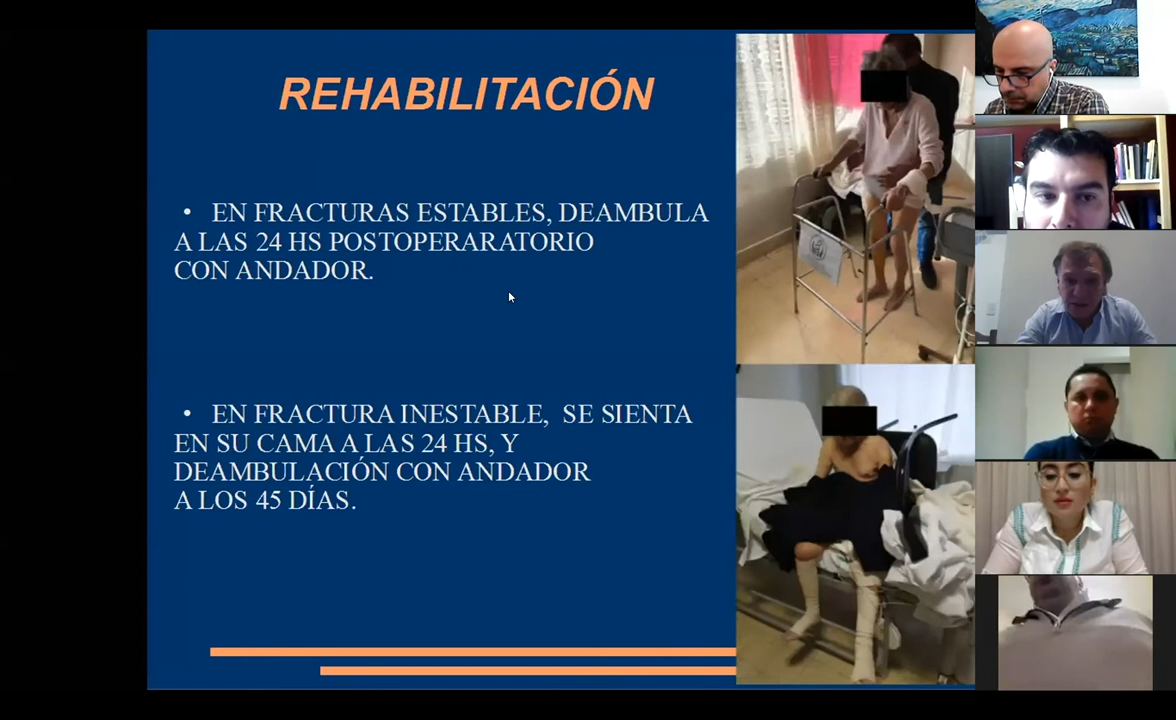 REHABILITACIÓN
• EN FRACTURAS ESTABLES, DEAMBULA
A LAS 24 HS POSTOPERARATORIO
CON ANDADOR.
• EN FRACTURA INESTABLE, SE SIENTA
EN SU CAMA A LAS 24 HS, Y
DEAMBULACIÓN CON ANDADOR
A LOS 45 DÍAS.